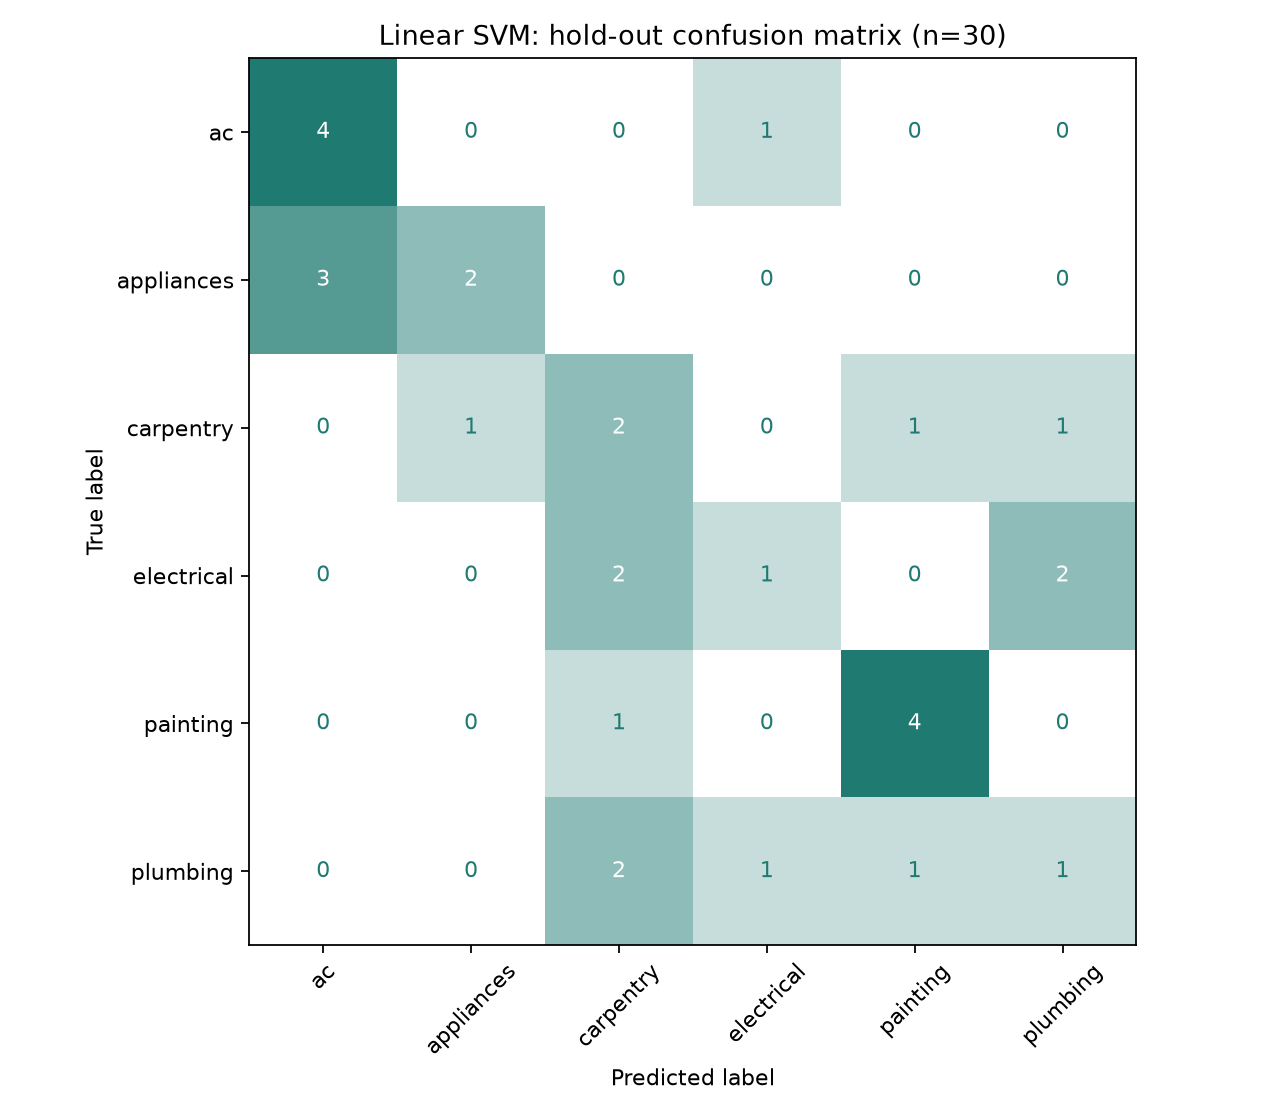 Linear SVM: hold-out confusion matrix (n=30)
True label
ac 4 0 0 1 0 0
appliances 3 2 0 0 0 0
carpentry 0 1 2 0 1 1
electrical 0 0 2 1 0 2
painting 0 0 1 0 4 0
plumbing 0 0 2 1 1 1
ac appliances carpentry electrical painting plumbing
Predicted label